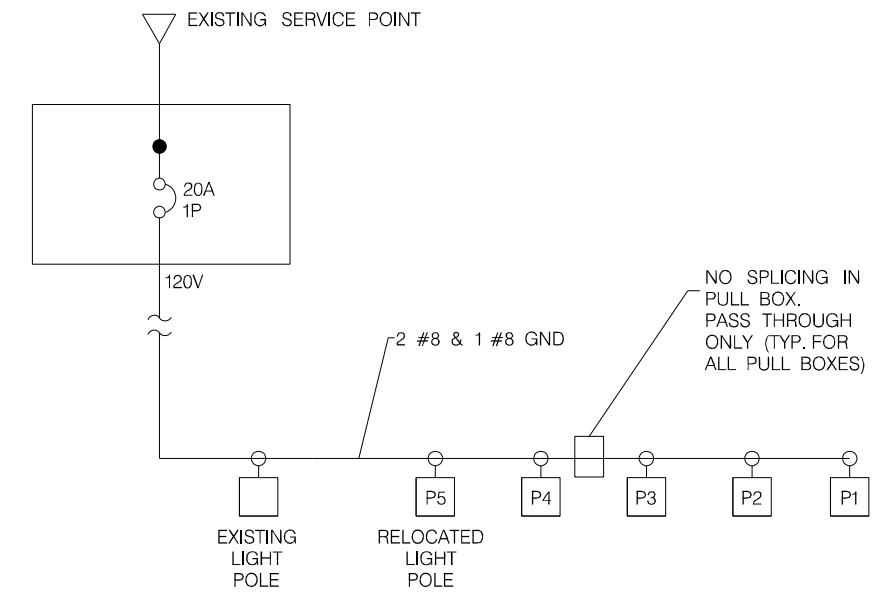 EXISTING SERVICE POINT
20A
1P
120V
NO SPLICING IN
PULL BOX.
PASS THROUGH
ONLY (TYP. FOR
ALL PULL BOXES)
2 #8 & 1 #8 GND
P5
P4
P3
P2
P1
EXISTING
LIGHT
POLE
RELOCATED
LIGHT
POLE